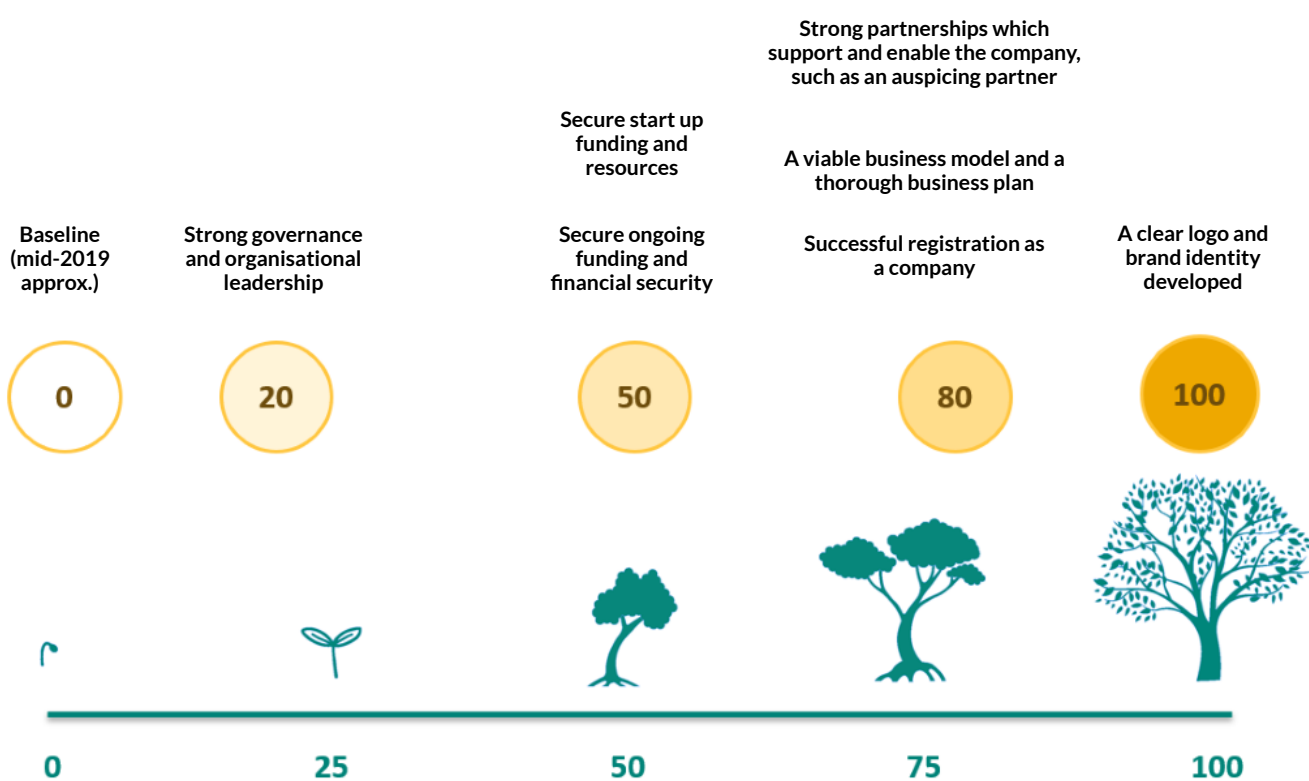 Strong partnerships which
support and enable the company,
such as an auspicing partner
Secure start up
funding and
resources
A viable business model and a
thorough business plan
Baseline
(mid-2019
approx.)
Strong governance
and organisational
leadership
Secure ongoing
funding and
financial security
Successful registration as
a company
A clear logo and
brand identity
developed
0
20
50
80
100
0
25
50
75
100